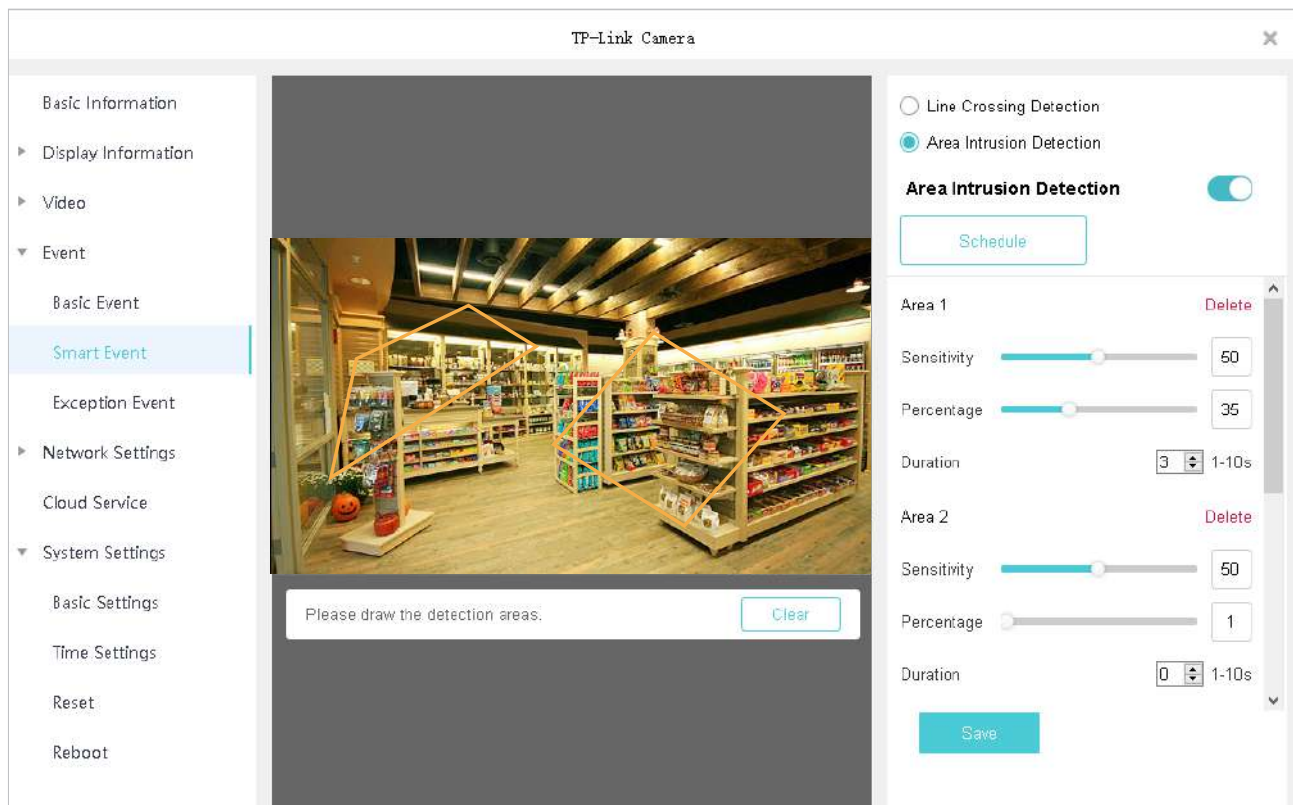 TP-Link Camera
Basic Information
Display Information
Video
Event
Basic Event
Smart Event
Exception Event
Network Settings
Cloud Service
System Settings
Basic Settings
Time Settings
Reset
Reboot
Please draw the detection areas.
Clear
Line Crossing Detection
Area Intrusion Detection
Area Intrusion Detection
Schedule
Area 1 Delete
Sensitivity 50
Percentage 35
Duration 3 1-10s
Area 2 Delete
Sensitivity 50
Percentage 1
Duration 0 1-10s
Save